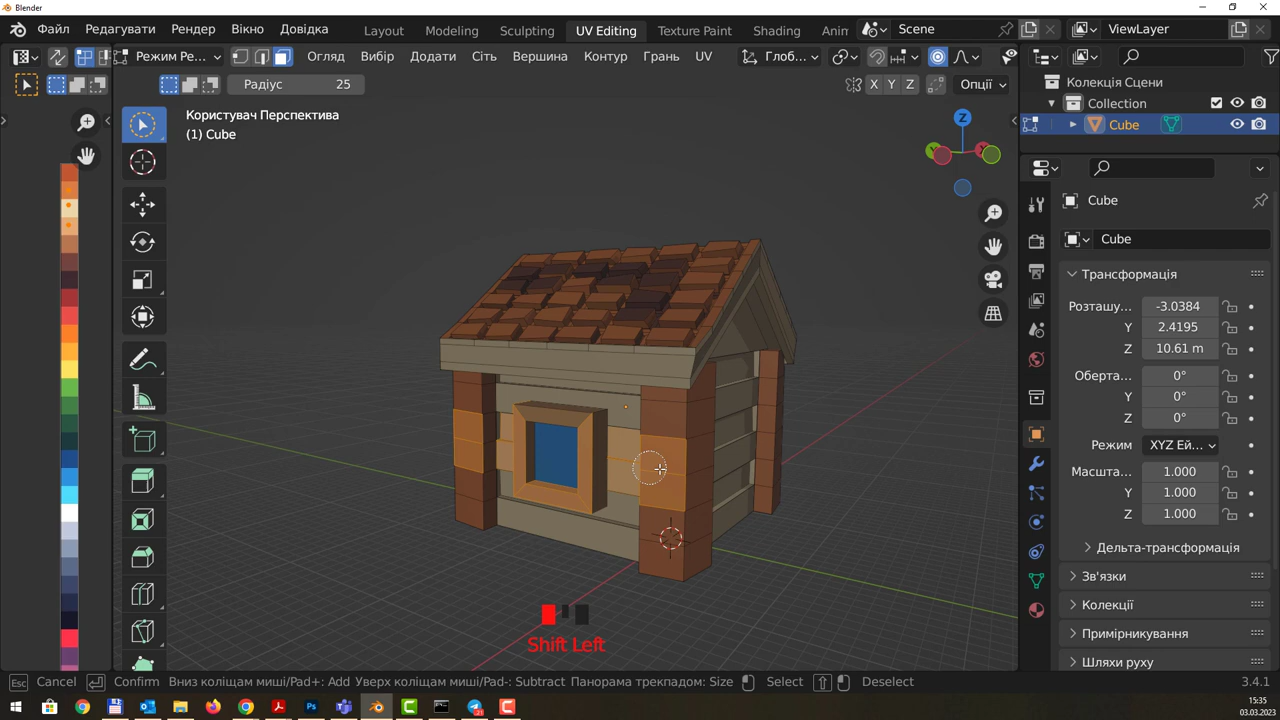 Blender
Файл Редагувати Рендер Вікно Довідка Layout Modeling Sculpting UV Editing Texture Paint Shading Anim Scene ViewLayer
Режим Ре... Огляд Вибір Додати Сіть Вершина Контур Грань UV Глоб...
Радіус 25 X Y Z Опції
Колекція Сцени
Collection
Cube
Користувач Перспектива
(1) Cube
Z
Y
Cube
Cube
Трансформація
Розташу... -3.0384
Y 2.4195
Z 10.61 m
Оберта... 0°
Y 0°
Z 0°
Режим XYZ Ей...
Масшта... 1.000
Y 1.000
Z 1.000
Дельта-трансформація
Зв'язки
Колекції
Примірникування
Шляхи руху
Shift Left
Esc Cancel Confirm Вниз коліщам миші/Pad+: Add Уверх коліщам миші/Pad-: Subtract Панорама трекпадом: Size Select Deselect 3.4.1
21
15:35
03.03.2023